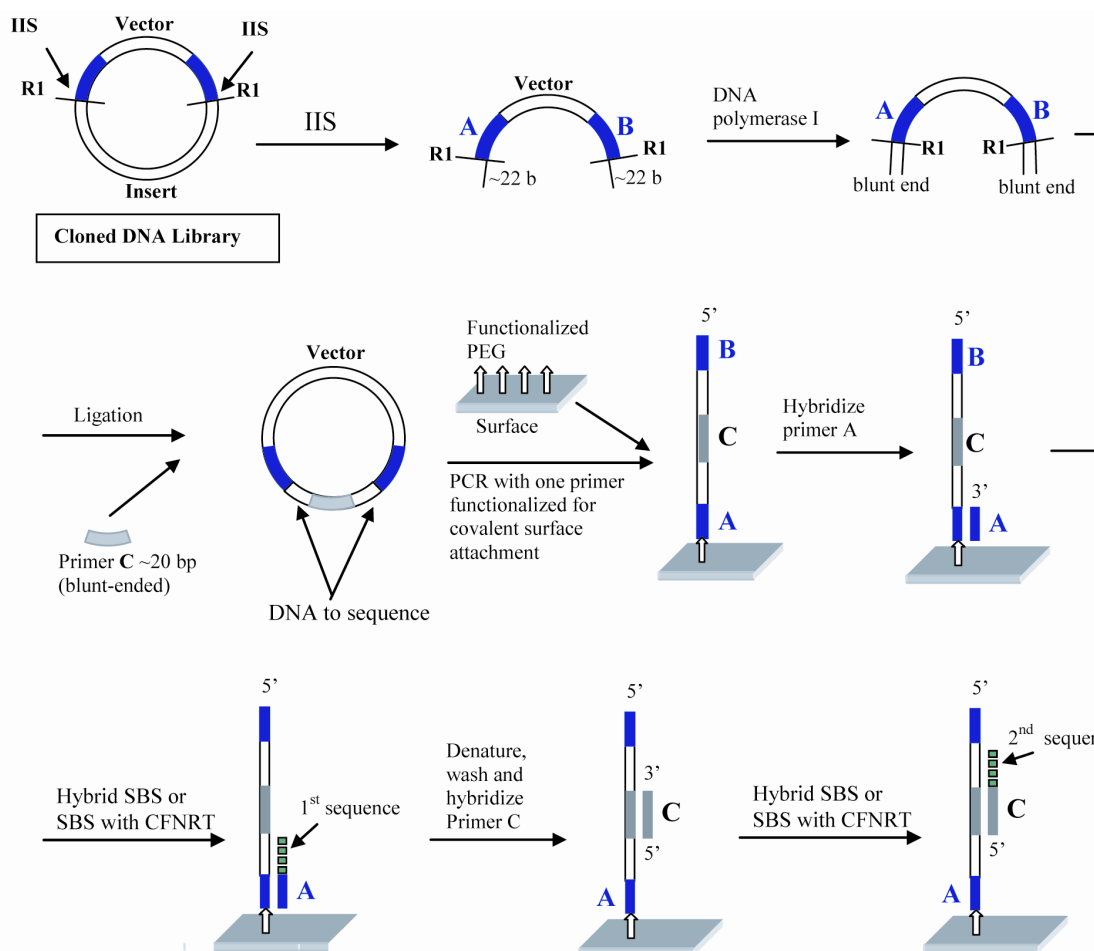 IIS
Vector
IIS
R1
R1
Insert
Cloned DNA Library
IIS
Vector
A
B
R1
R1
~22 b
~22 b
DNA
polymerase I
A
B
R1
R1
blunt end
blunt end
Ligation
Primer C ~20 bp
(blunt-ended)
Vector
DNA to sequence
Functionalized
PEG
Surface
PCR with one primer
functionalized for
covalent surface
attachment
5’
B
C
A
Hybridize
primer A
5’
B
C
3’
A
Hybrid SBS or
SBS with CFNRT
5’
1st sequence
A
Denature,
wash and
hybridize
Primer C
5’
3’
C
5’
A
Hybrid SBS or
SBS with CFNRT
5’
2nd sequen
C
5’
A